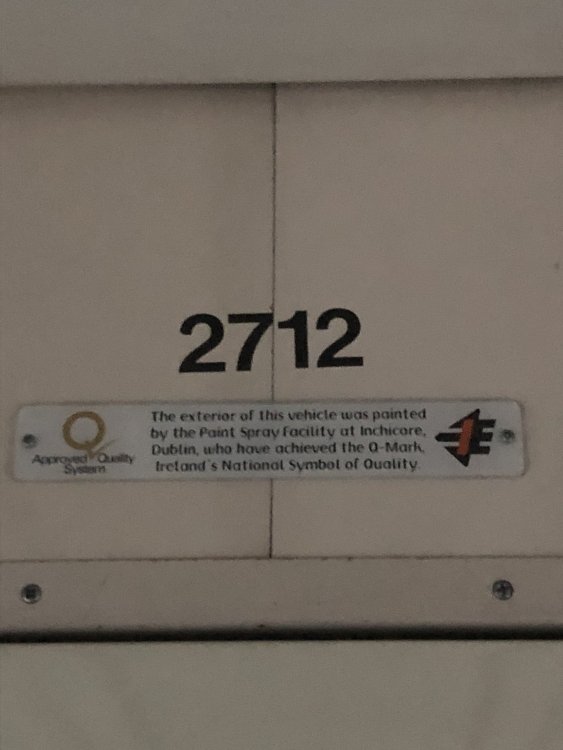 2712
The exterior of this vehicle was painted
by the Paint Spray Facility at Inchicore,
Dublin, who have achieved the Q-Mark,
Ireland's National Symbol of Quality.
Q
Approved Quality
System